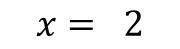 x = 2